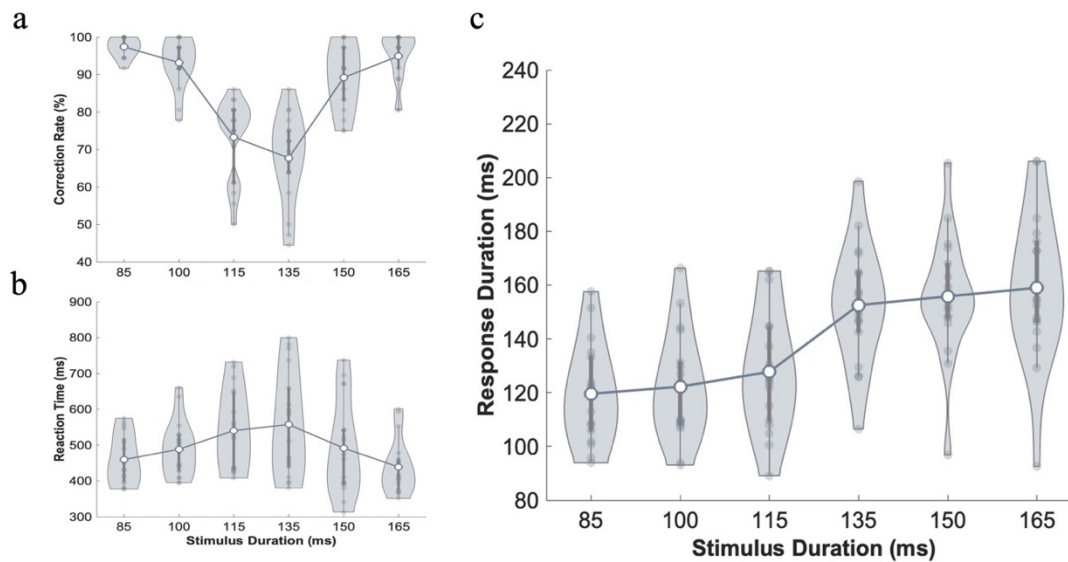 a
100
90
80
70
60
50
40
Correction Rate (%)
85 100 115 135 150 165
b
900
800
700
600
500
400
300
Reaction Time (ms)
85 100 115 135 150 165
Stimulus Duration (ms)
c
240
220
200
180
160
140
120
100
80
Response Duration (ms)
85 100 115 135 150 165
Stimulus Duration (ms)